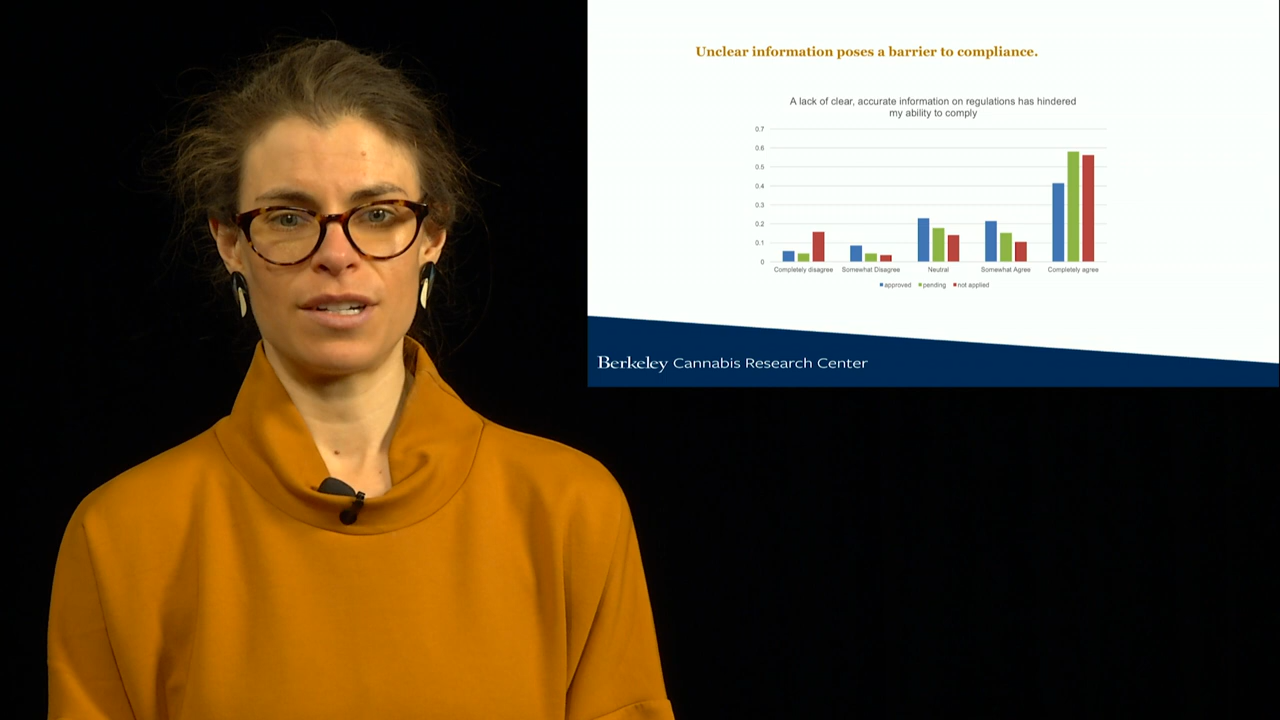 Unclear information poses a barrier to compliance.
A lack of clear, accurate information on regulations has hindered
my ability to comply
0.7
0.6
0.5
0.4
0.3
0.2
0.1
0
Completely disagree Somewhat Disagree Neutral Somewhat Agree Completely agree
approved pending not applied
Berkeley Cannabis Research Center